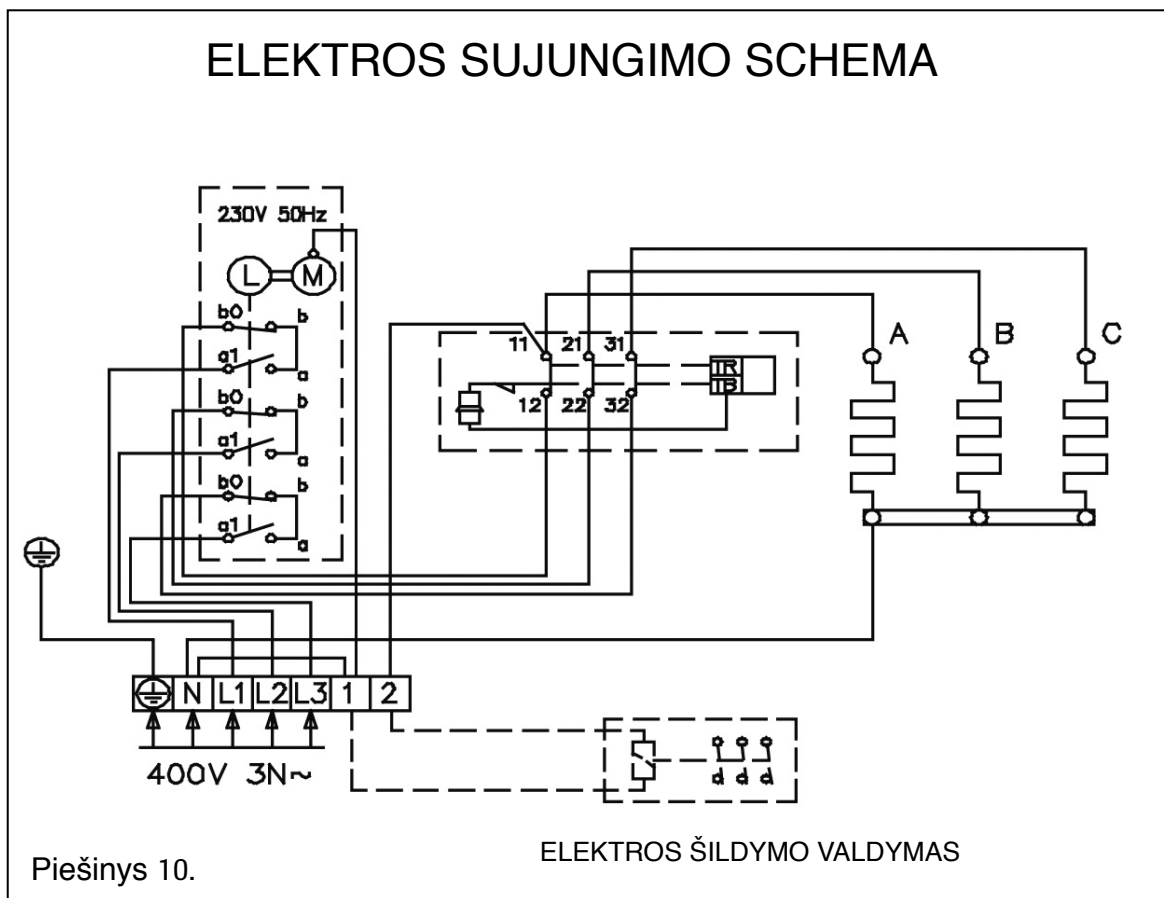 ELEKTROS SUJUNGIMO SCHEMA
230V 50Hz
L M
b0 b
a1 a
b0 b
a1 a
b0 b
a1 a
11 21 31
TR
TB
12 22 32
A B C
N L1 L2 L3 1 2
400V 3N~
ELEKTROS ŠILDYMO VALDYMAS
Piešinys 10.